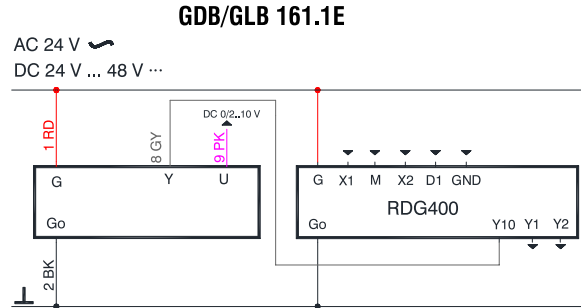 GDB/GLB 161.1E
AC 24 V
DC 24 V ... 48 V ⋯
1 RD
8 GY
DC 0/2..10 V
9 PK
G Y U
Go
2 BK
G X1 M X2 D1 GND
RDG400
Go Y10 Y1 Y2